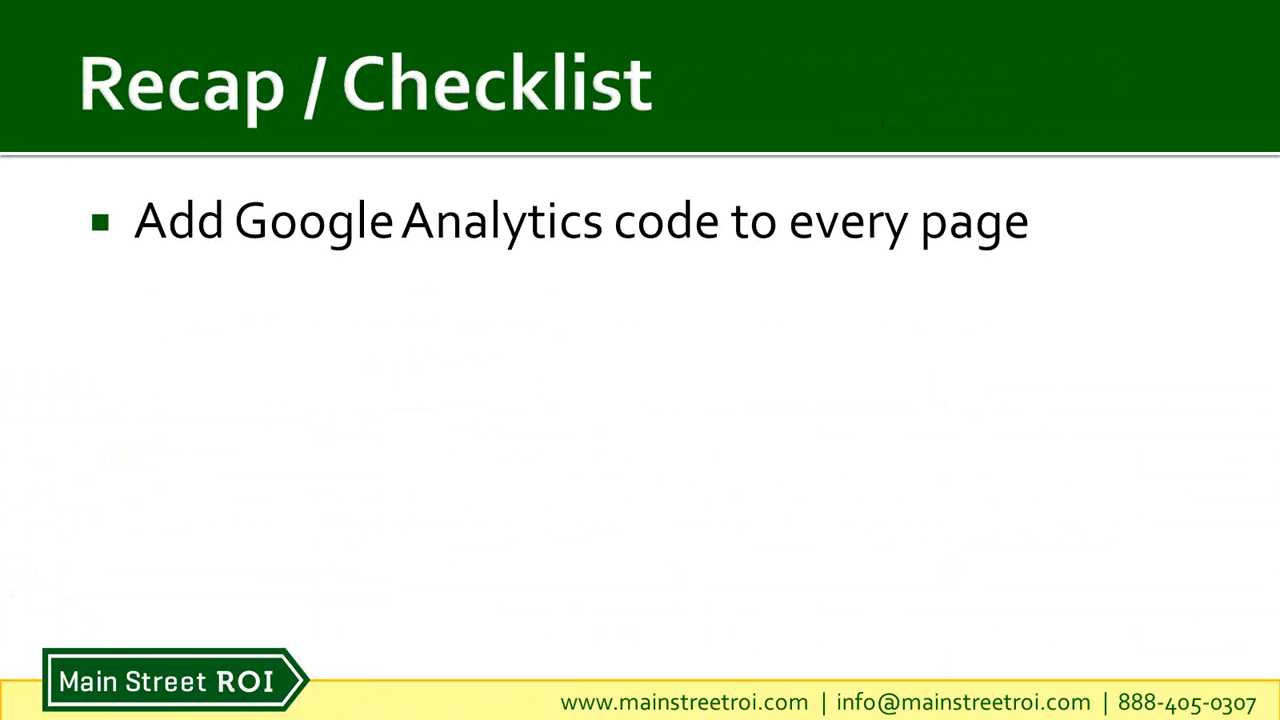 Recap / Checklist
Add Google Analytics code to every page
Main Street ROI
www.mainstreetroi.com | info@mainstreetroi.com | 888-405-0307